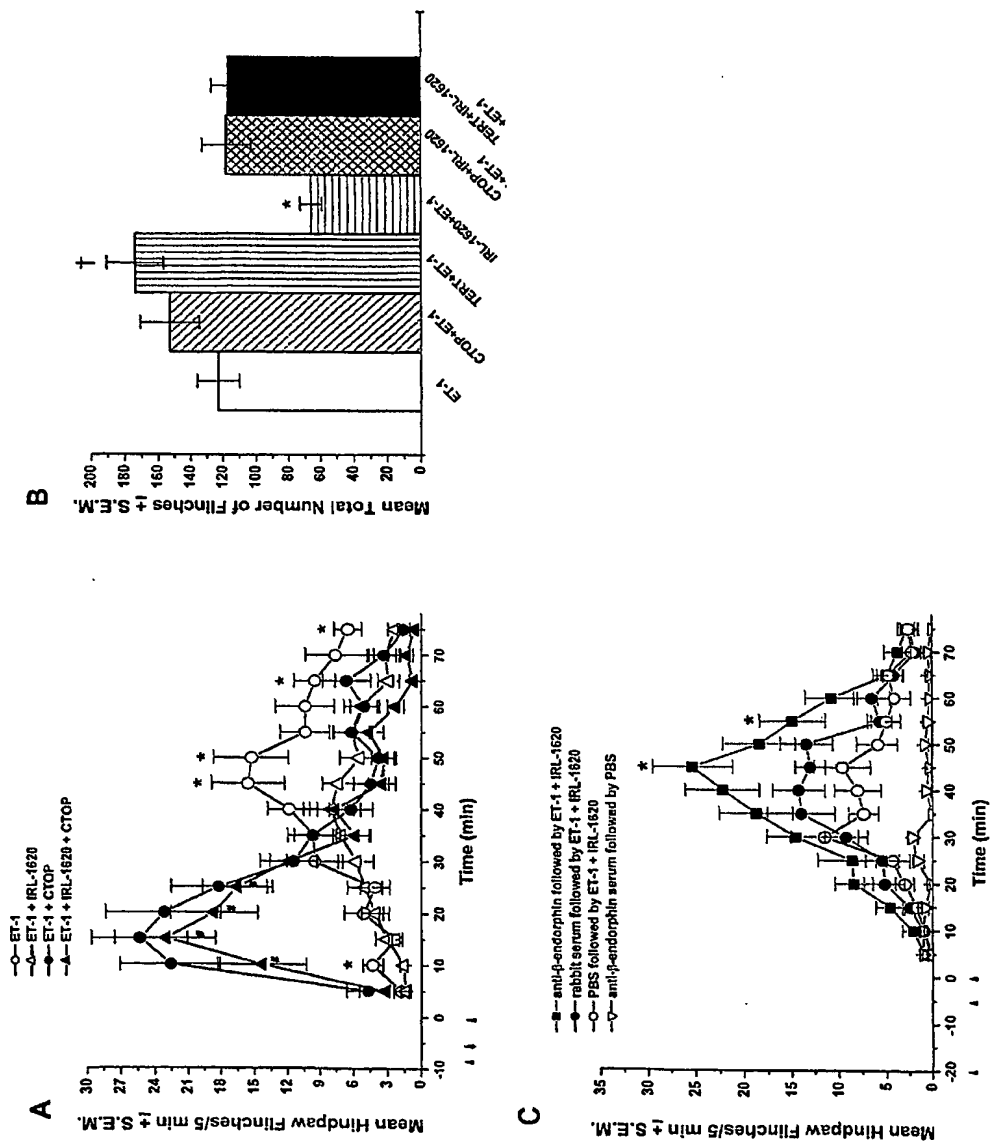 A
ET-1
ET-1 + IRL-1620
ET-1 + CTOP
ET-1 + IRL-1620 + CTOP
Mean Hindpaw Flinches/5 min ± S.E.M.
30
27
24
21
18
15
12
9
6
3
0
* * * * *
# # # #
-10 0 10 20 30 40 50 60 70
Time (min)
B
Mean Total Number of Flinches ± S.E.M.
200
180
160
140
120
100
80
60
40
20
0
†
*
ET-1
CTOP+ET-1
TERT+ET-1
IRL-1620+ET-1
CTOP+IRL-1620
+ET-1
TERT+IRL-1620
+ET-1
C
anti-β-endorphin followed by ET-1 + IRL-1620
rabbit serum followed by ET-1 + IRL-1620
PBS followed by ET-1 + IRL-1620
anti-β-endorphin serum followed by PBS
Mean Hindpaw Flinches/5 min ± S.E.M.
35
30
25
20
15
10
5
0
* *
-20 -10 0 10 20 30 40 50 60 70
Time (min)